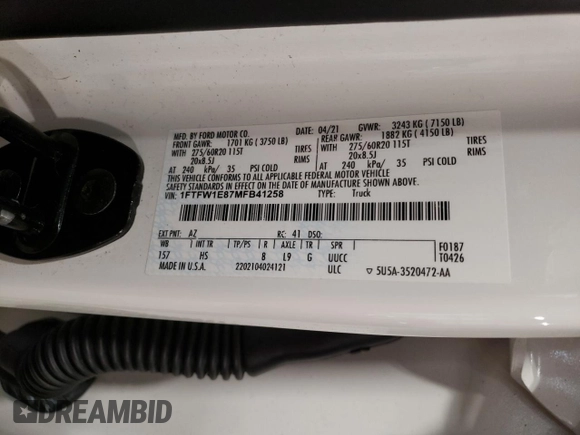 MFD. BY FORD MOTOR CO. 04/21 GVWR: 3243 KG ( 7150 LB)
FRONT GAWR: 1701 KG ( 3750 LB) REAR GAWR: 1882 KG ( 4150 LB)
WITH 275/60R20 115T TIRES WITH 275/60R20 115T TIRES
20x8.5J RIMS 20x8.5J RIMS
AT 240 kPa/ 35 PSI COLD AT 240 kPa/ 35 PSI COLD
THIS VEHICLE CONFORMS TO ALL APPLICABLE FEDERAL MOTOR VEHICLE
SAFETY AND THEFT PREVENTION STANDARDS IN EFFECT ON THE DATE OF MANUFACTURE SHOWN ABOVE.
VIN: 1FTFW1E87MFB41258 TYPE: Truck
EXT PNT: AZ RC: 41 DSO:
WB INT TR TP/PS R AXLE TR SPR F0187
157 HS 8 L9 G UUCC T0426
MADE IN U.S.A. 2202104024121 ULC 5U5A-3520472-AA
DREAMBID